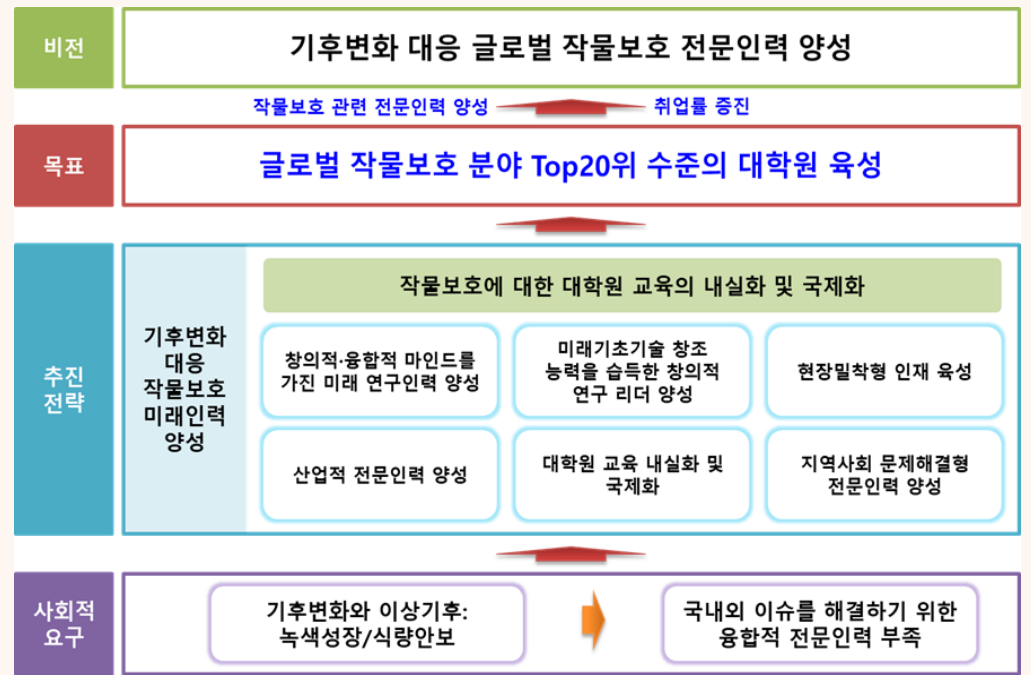 비전
기후변화 대응 글로벌 작물보호 전문인력 양성
작물보호 관련 전문인력 양성
취업률 증진
목표
글로벌 작물보호 분야 Top20위 수준의 대학원 육성
추진
전략
기후변화
대응
작물보호
미래인력
양성
작물보호에 대한 대학원 교육의 내실화 및 국제화
창의적·융합적 마인드를
가진 미래 연구인력 양성
미래기초기술 창조
능력을 습득한 창의적
연구 리더 양성
현장밀착형 인재 육성
산업적 전문인력 양성
대학원 교육 내실화 및
국제화
지역사회 문제해결형
전문인력 양성
사회적
요구
기후변화와 이상기후:
녹색성장/식량안보
국내외 이슈를 해결하기 위한
융합적 전문인력 부족